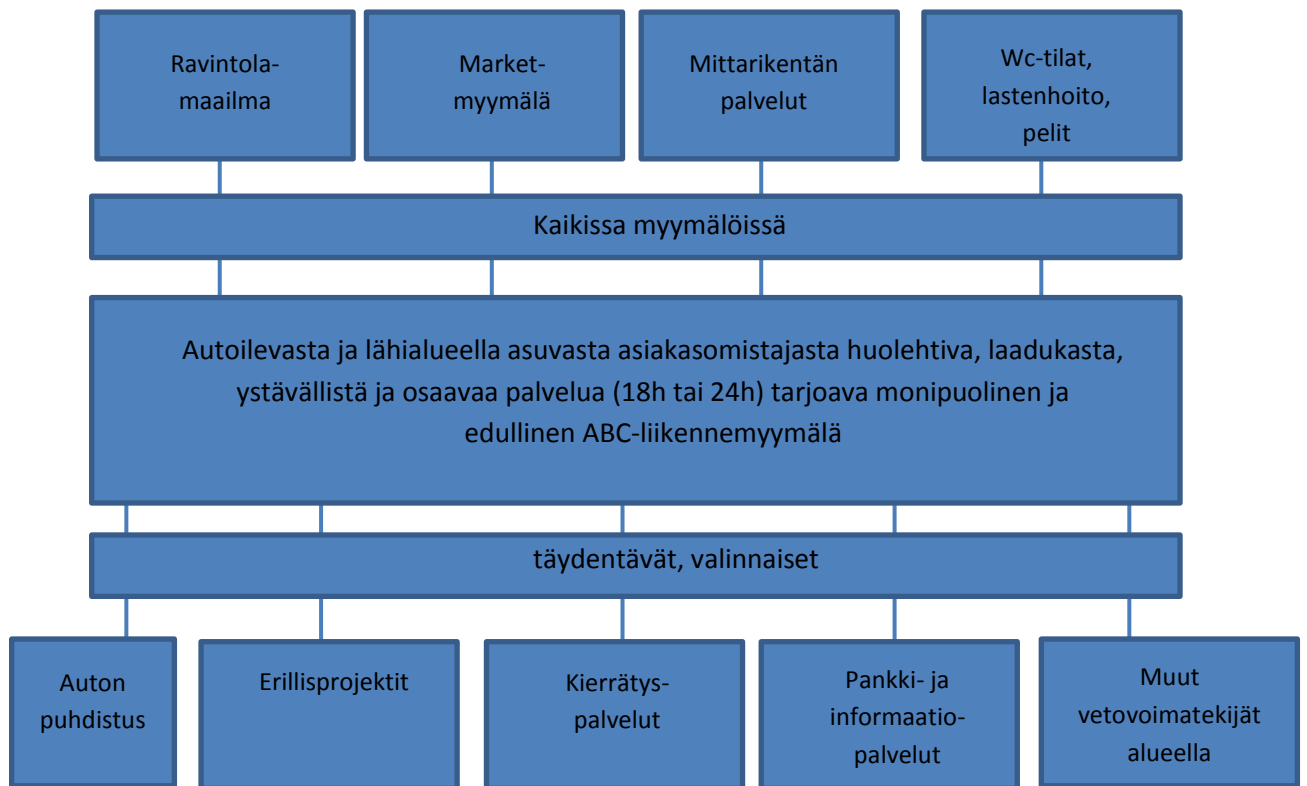 Ravintola-
maailma
Market-
myymälä
Mittarikentän
palvelut
Wc-tilat,
lastenhoito,
pelit
Kaikissa myymälöissä
Autoilevasta ja lähialueella asuvasta asiakasomistajasta huolehtiva, laadukasta,
ystävällistä ja osaavaa palvelua (18h tai 24h) tarjoava monipuolinen ja
edullinen ABC-liikennemyymälä
täydentävät, valinnaiset
Auton
puhdistus
Erillisprojektit
Kierrätys-
palvelut
Pankki- ja
informaatio-
palvelut
Muut
vetovoimatekijät
alueella